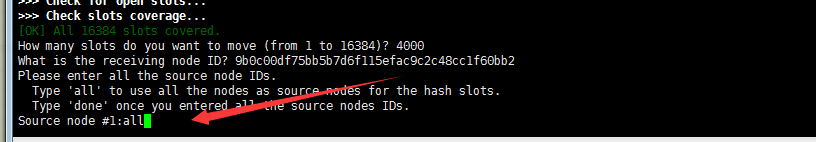 >>> Check for open slots...
>>> Check slots coverage...
[OK] All 16384 slots covered.
How many slots do you want to move (from 1 to 16384)? 4000
What is the receiving node ID? 9b0c00df75bb5b7d6f115efac9c2c48cc1f60bb2
Please enter all the source node IDs.
Type 'all' to use all the nodes as source nodes for the hash slots.
Type 'done' once you entered all the source nodes IDs.
Source node #1:all